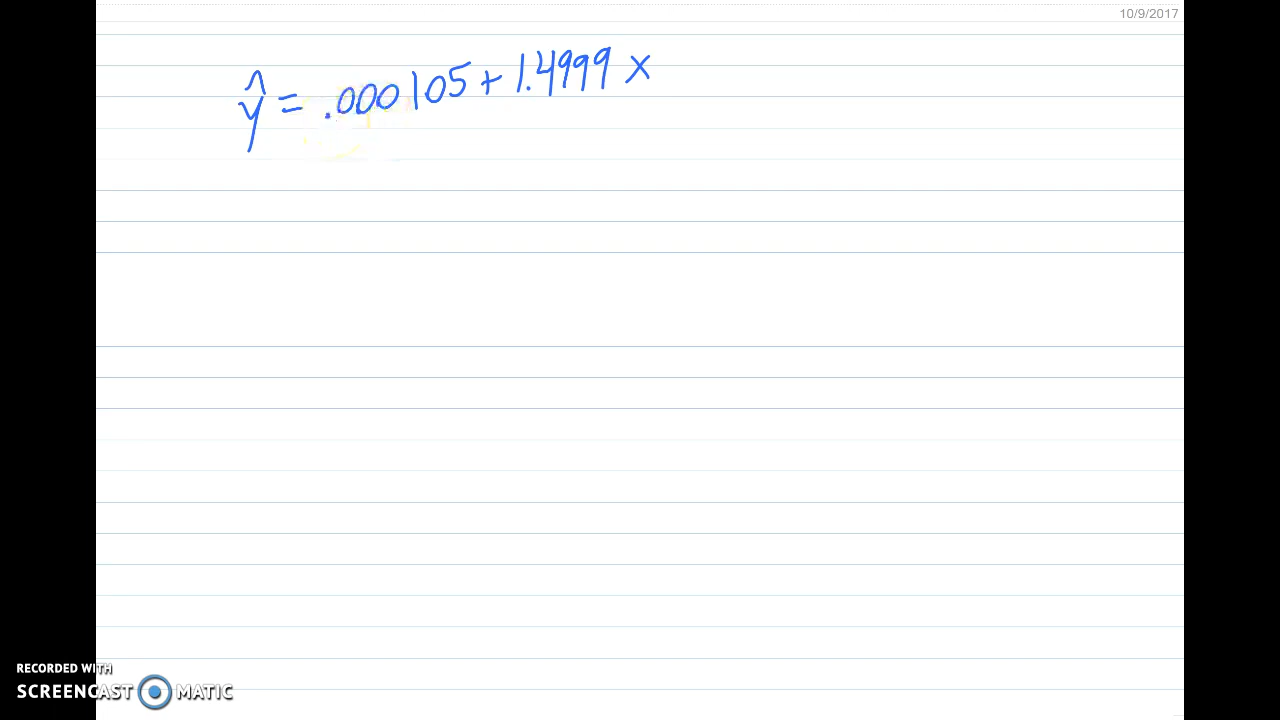 10/9/2017
ŷ = .000105 + 1.4999 x
RECORDED WITH
SCREENCAST MATIC